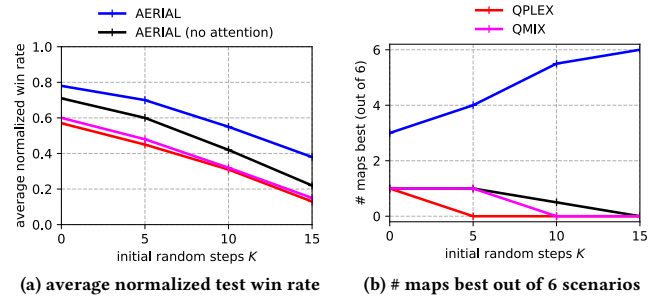 AERIAL
AERIAL (no attention)
QPLEX
QMIX
average normalized win rate
1.0
0.8
0.6
0.4
0.2
0.0
0
5
10
15
initial random steps K
# maps best (out of 6)
6
4
2
0
0
5
10
15
initial random steps K
(a) average normalized test win rate
(b) # maps best out of 6 scenarios